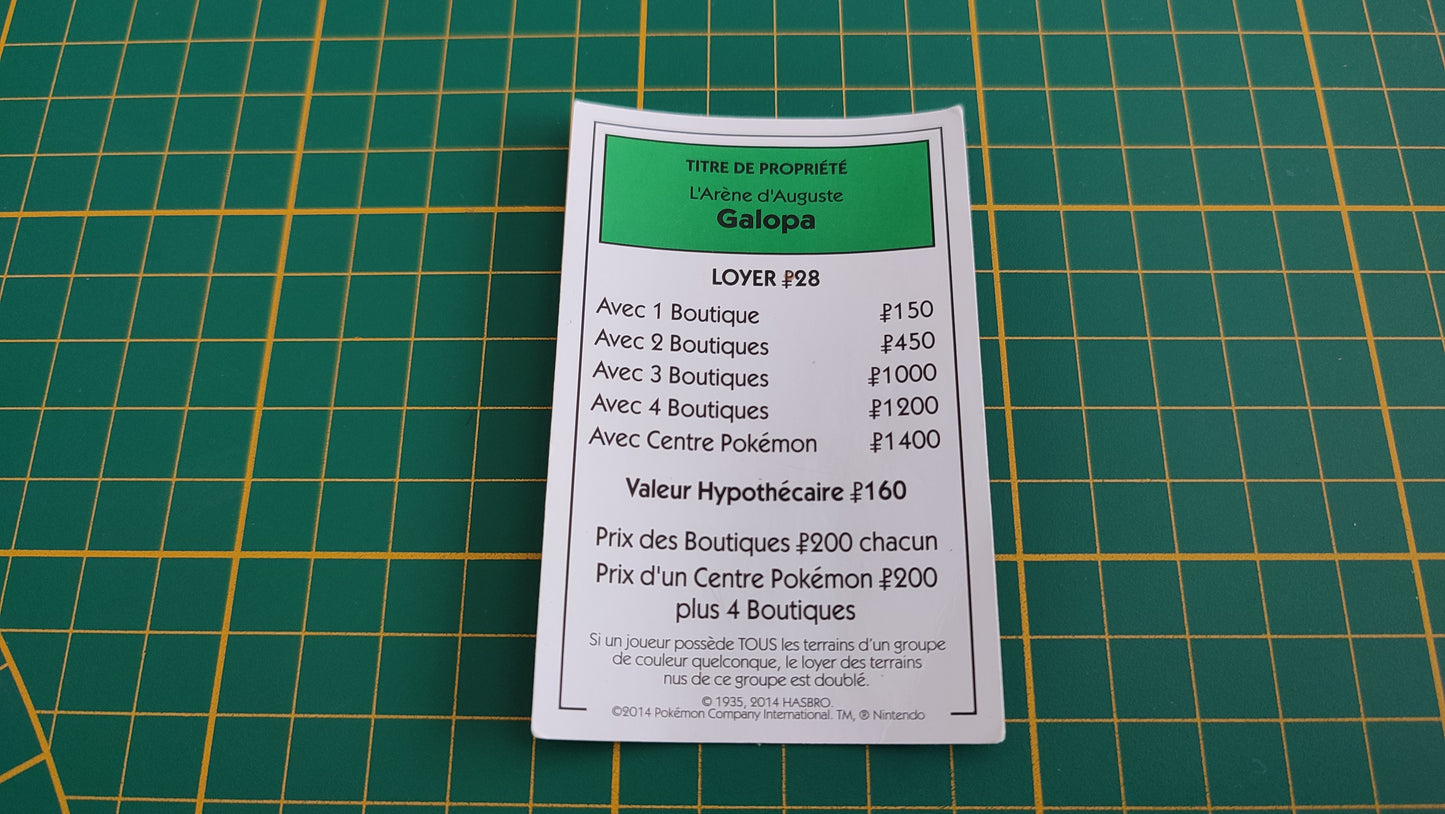 TITRE DE PROPRIÉTÉ
L'Arène d'Auguste
Galopa
LOYER ₽28
Avec 1 Boutique ₽150
Avec 2 Boutiques ₽450
Avec 3 Boutiques ₽1000
Avec 4 Boutiques ₽1200
Avec Centre Pokémon ₽1400
Valeur Hypothécaire ₽160
Prix des Boutiques ₽200 chacun
Prix d'un Centre Pokémon ₽200
plus 4 Boutiques
Si un joueur possède TOUS les terrains d'un groupe
de couleur quelconque, le loyer des terrains
nus de ce groupe est doublé.
© 1935, 2014 HASBRO.
©2014 Pokémon Company International. TM, ® Nintendo